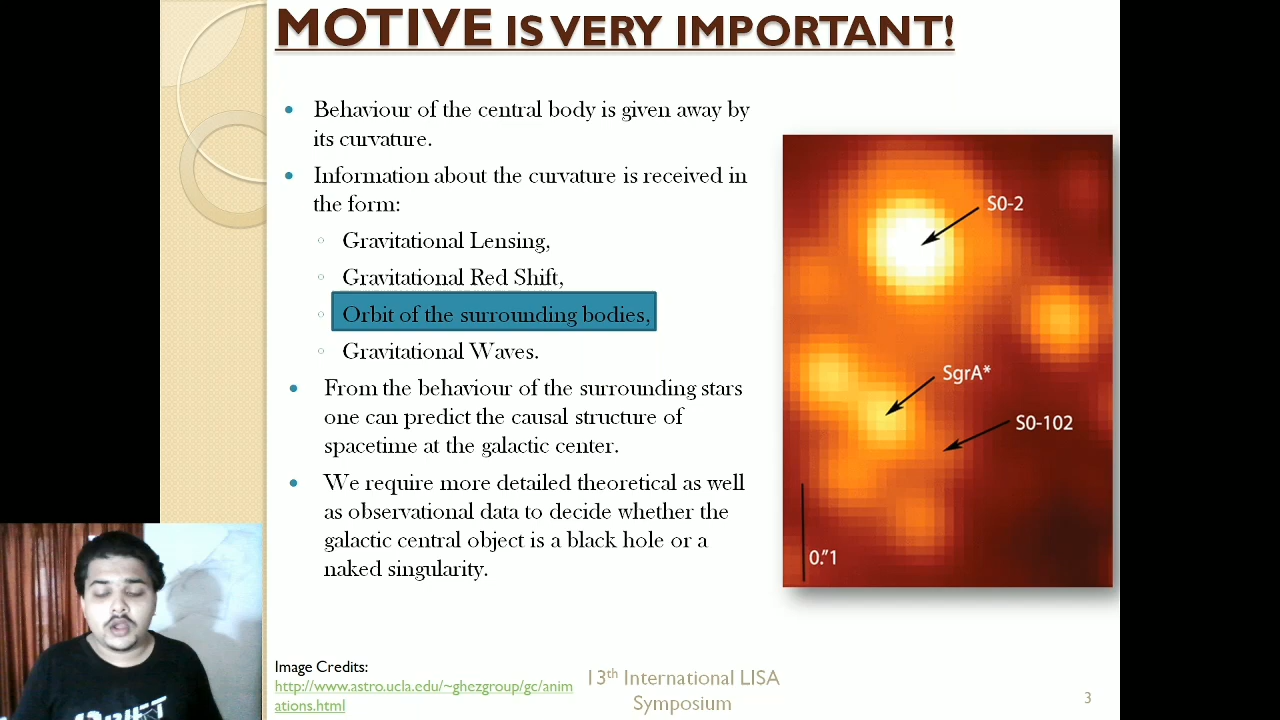 MOTIVE IS VERY IMPORTANT!
Behaviour of the central body is given away by
its curvature.
Information about the curvature is received in
the form:
Gravitational Lensing,
Gravitational Red Shift,
Orbit of the surrounding bodies,
Gravitational Waves.
From the behaviour of the surrounding stars
one can predict the causal structure of
spacetime at the galactic center.
We require more detailed theoretical as well
as observational data to decide whether the
galactic central object is a black hole or a
naked singularity.
S0-2
SgrA*
S0-102
0."1
Image Credits:
http://www.astro.ucla.edu/~ghezgroup/gc/anim
ations.html
13th International LISA
Symposium
3